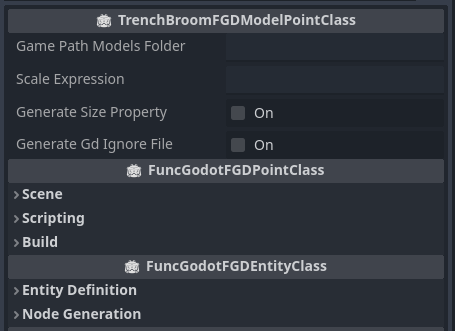 TrenchBroomFGDModelPointClass
Game Path Models Folder
Scale Expression
Generate Size Property On
Generate Gd Ignore File On
FuncGodotFGDPointClass
Scene
Scripting
Build
FuncGodotFGDEntityClass
Entity Definition
Node Generation